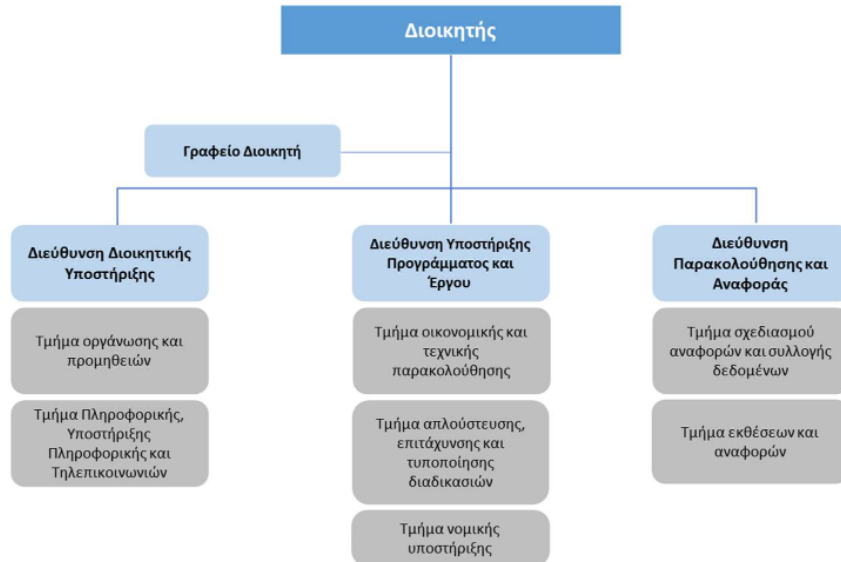 Διοικητής
Γραφείο Διοικητή
Διεύθυνση Διοικητικής
Υποστήριξης
Τμήμα οργάνωσης και
προμηθειών
Τμήμα Πληροφορικής,
Υποστήριξης
Πληροφορικής και
Τηλεπικοινωνιών
Διεύθυνση Υποστήριξης
Προγράμματος και
Έργου
Τμήμα οικονομικής και
τεχνικής
παρακολούθησης
Τμήμα απλούστευσης,
επιτάχυνσης και
τυποποίησης
διαδικασιών
Τμήμα νομικής
υποστήριξης
Διεύθυνση
Παρακολούθησης και
Αναφοράς
Τμήμα σχεδιασμού
αναφορών και συλλογής
δεδομένων
Τμήμα εκθέσεων και
αναφορών